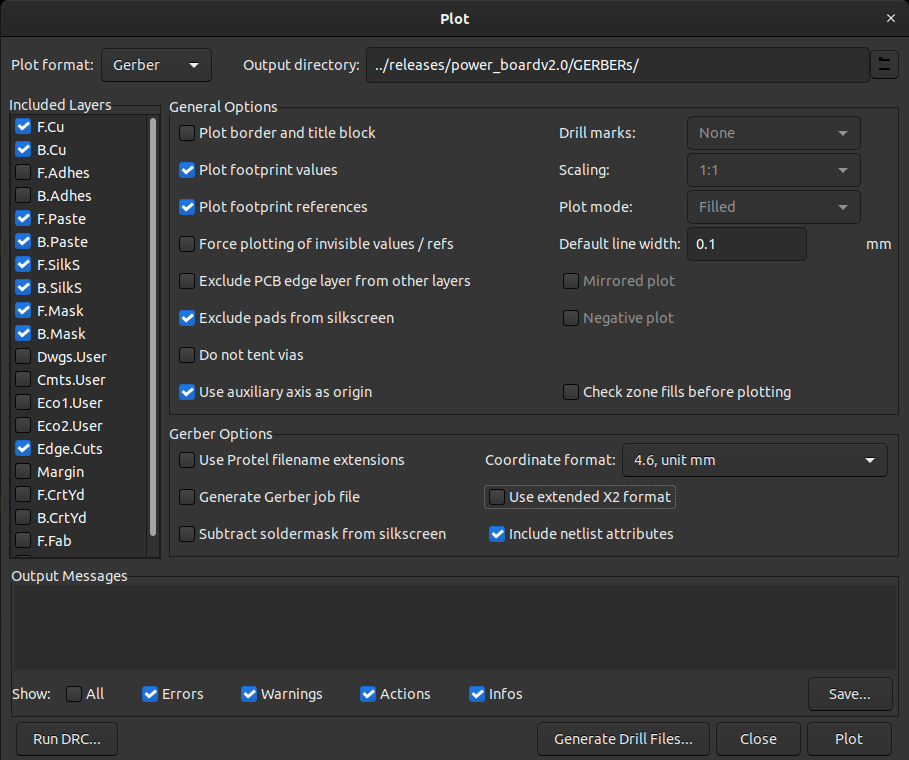 Plot
Plot format: Gerber Output directory: ../releases/power_boardv2.0/GERBERs/
Included Layers
F.Cu
B.Cu
F.Adhes
B.Adhes
F.Paste
B.Paste
F.SilkS
B.SilkS
F.Mask
B.Mask
Dwgs.User
Cmts.User
Eco1.User
Eco2.User
Edge.Cuts
Margin
F.CrtYd
B.CrtYd
F.Fab
General Options
Plot border and title block
Plot footprint values
Plot footprint references
Force plotting of invisible values / refs
Exclude PCB edge layer from other layers
Exclude pads from silkscreen
Do not tent vias
Use auxiliary axis as origin
Drill marks: None
Scaling: 1:1
Plot mode: Filled
Default line width: 0.1 mm
Mirrored plot
Negative plot
Check zone fills before plotting
Gerber Options
Use Protel filename extensions
Generate Gerber job file
Subtract soldermask from silkscreen
Coordinate format: 4.6, unit mm
Use extended X2 format
Include netlist attributes
Output Messages
Show: All Errors Warnings Actions Infos Save...
Run DRC... Generate Drill Files... Close Plot